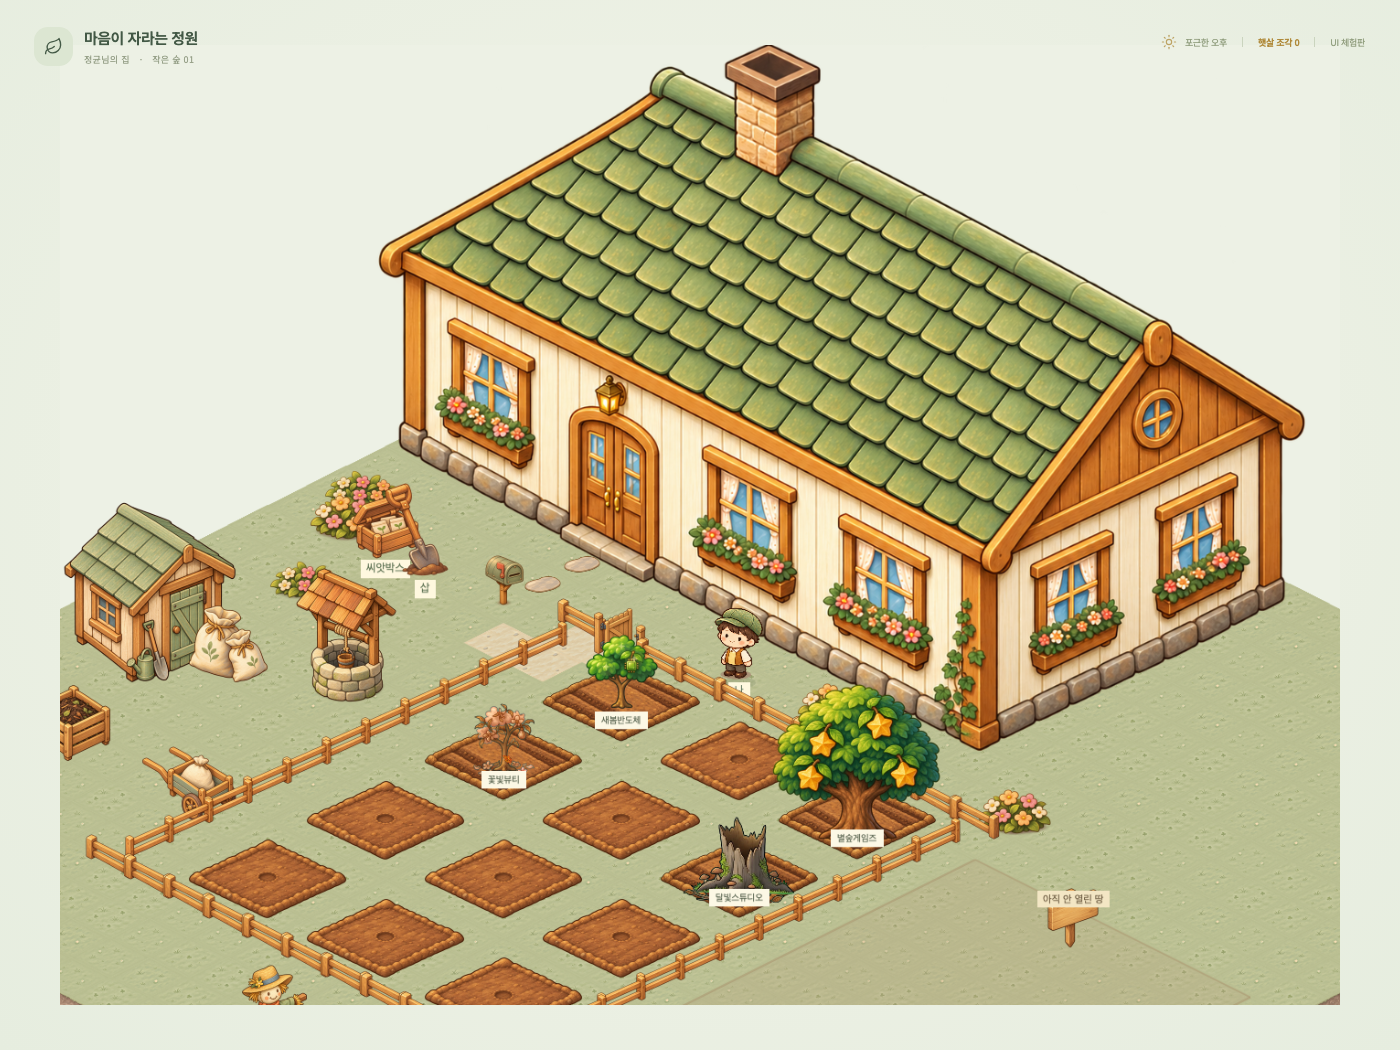 마음이 자라는 정원
정균님의 집 · 작은 숲 01
포근한 오후
햇살 조각 0
UI 체험판
씨앗박스
삽
새봄반도체
꽃빛뷰티
별숲게임즈
달빛스튜디오
아직 안 열린 땅